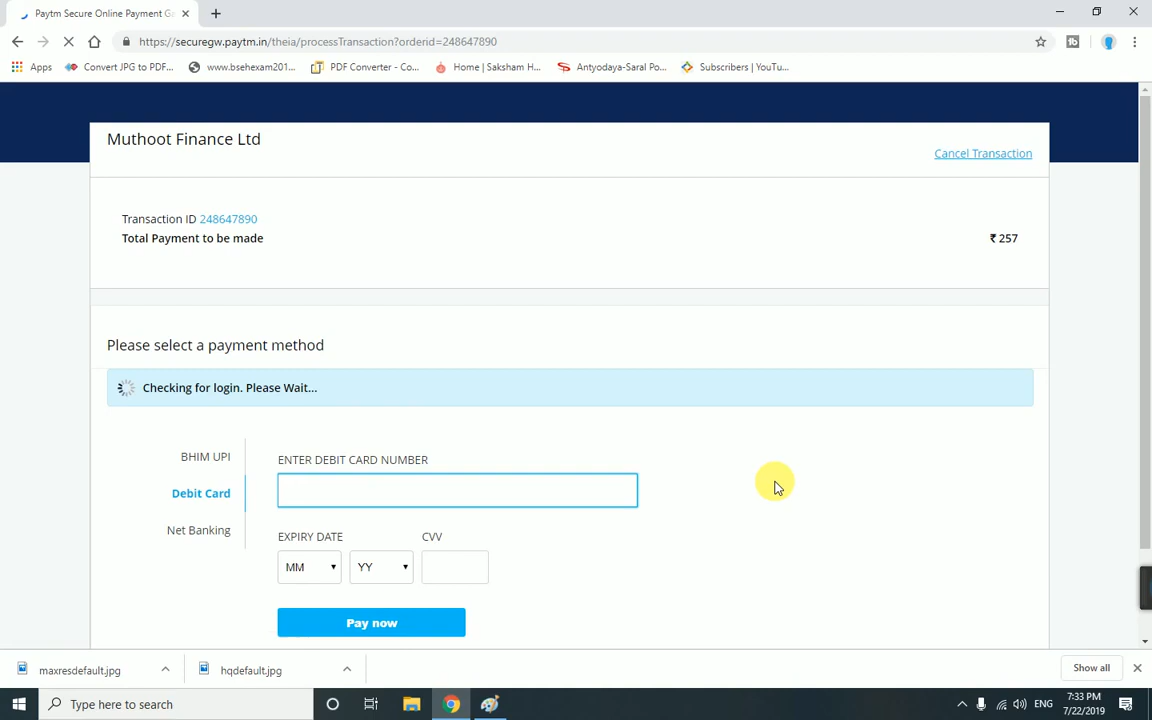 Paytm Secure Online Payment G
https://securegw.paytm.in/theia/processTransaction?orderid=248647890
Apps
Convert JPG to PDF...
www.bsehexam201...
PDF Converter - Co...
Home | Saksham H...
Antyodaya-Saral Po...
Subscribers | YouTu...
Muthoot Finance Ltd
Cancel Transaction
Transaction ID 248647890
Total Payment to be made
₹ 257
Please select a payment method
Checking for login. Please Wait...
BHIM UPI
Debit Card
Net Banking
ENTER DEBIT CARD NUMBER
EXPIRY DATE
CVV
MM
YY
Pay now
maxresdefault.jpg
hqdefault.jpg
Show all
Type here to search
ENG
7:33 PM
7/22/2019